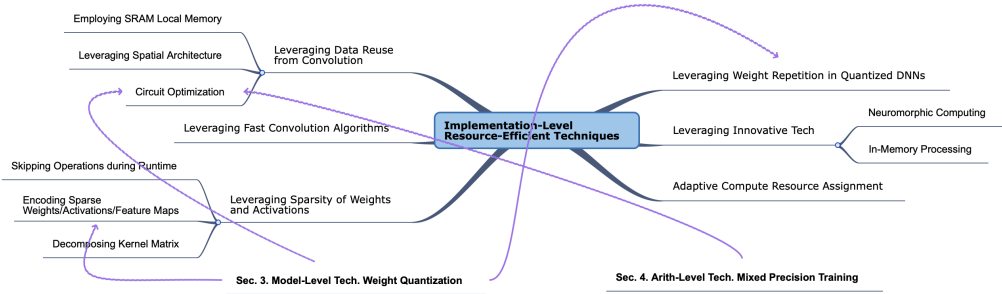 Employing SRAM Local Memory
Leveraging Spatial Architecture
Circuit Optimization
Leveraging Data Reuse
from Convolution
Leveraging Fast Convolution Algorithms
Skipping Operations during Runtime
Encoding Sparse
Weights/Activations/Feature Maps
Decomposing Kernel Matrix
Leveraging Sparsity of Weights
and Activations
Implementation-Level
Resource-Efficient Techniques
Leveraging Weight Repetition in Quantized DNNs
Leveraging Innovative Tech
Neuromorphic Computing
In-Memory Processing
Adaptive Compute Resource Assignment
Sec. 3. Model-Level Tech. Weight Quantization
Sec. 4. Arith-Level Tech. Mixed Precision Training